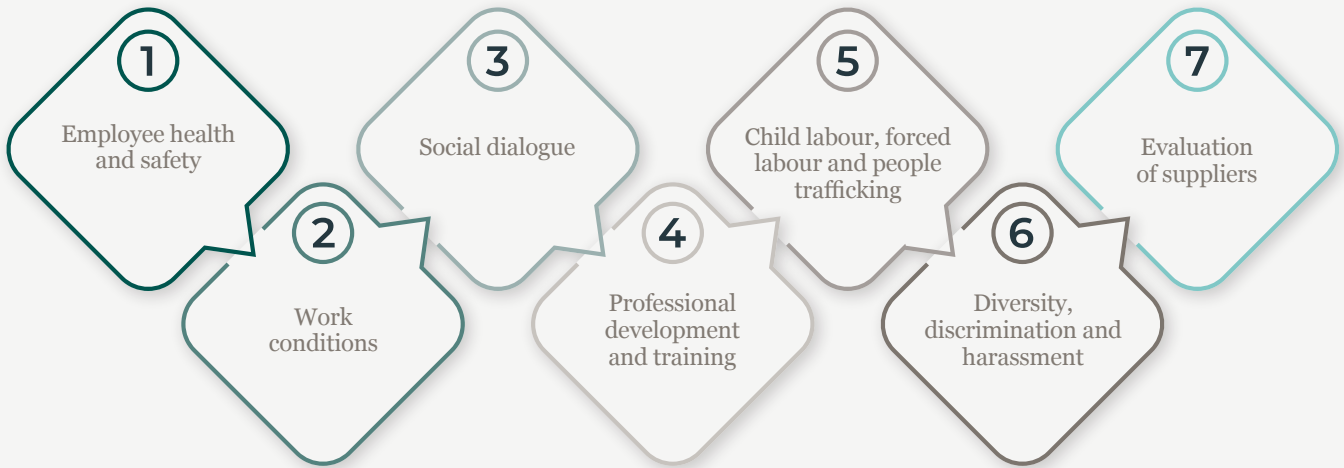 1
Employee health
and safety
2
Work
conditions
3
Social dialogue
4
Professional
development
and training
5
Child labour, forced
labour and people
trafficking
6
Diversity,
discrimination and
harassment
7
Evaluation
of suppliers